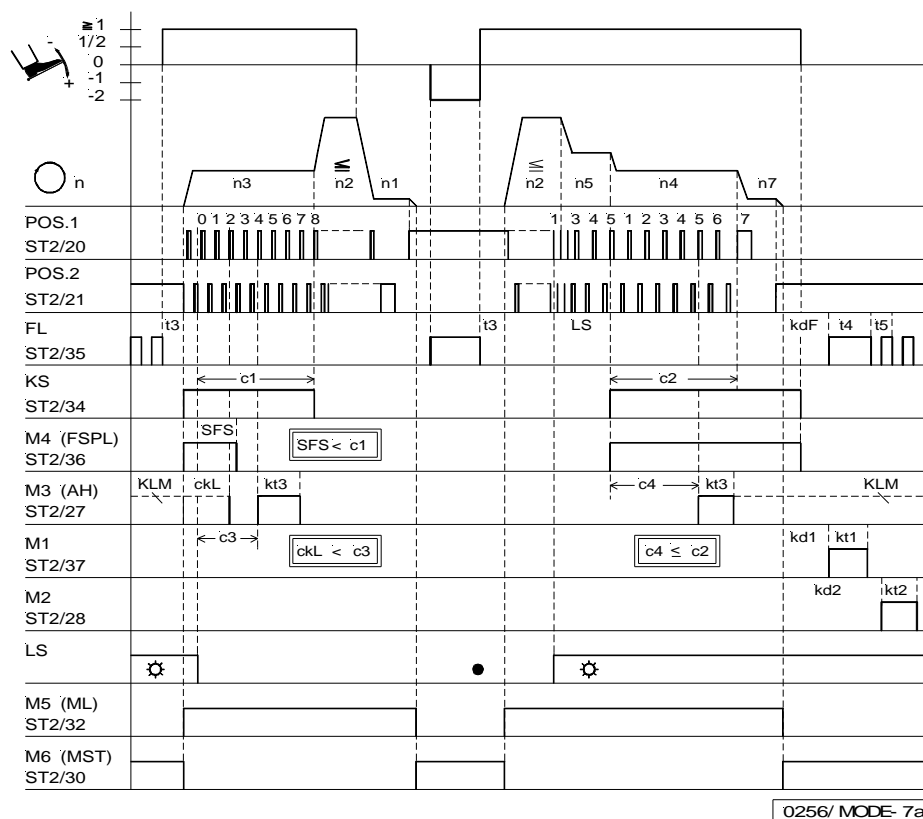 ≧ 1
1/2
0
-1
-2
-
+
n
n3
≦
n2
n1
≦
n2
n5
n4
n7
POS.1
ST2/20
0 1 2 3 4 5 6 7 8
1 3 4 5 1 2 3 4 5 6 7
POS.2
ST2/21
FL
ST2/35
t3
t3
LS
kdF
t4
t5
KS
ST2/34
c1
c2
M4 (FSPL)
ST2/36
SFS
SFS < c1
M3 (AH)
ST2/27
KLM
ckL
kt3
c4
kt3
KLM
c3
M1
ST2/37
ckL < c3
c4 ≤ c2
kd1
kt1
M2
ST2/28
kd2
kt2
LS
M5 (ML)
ST2/32
M6 (MST)
ST2/30
0256/ MODE- 7a